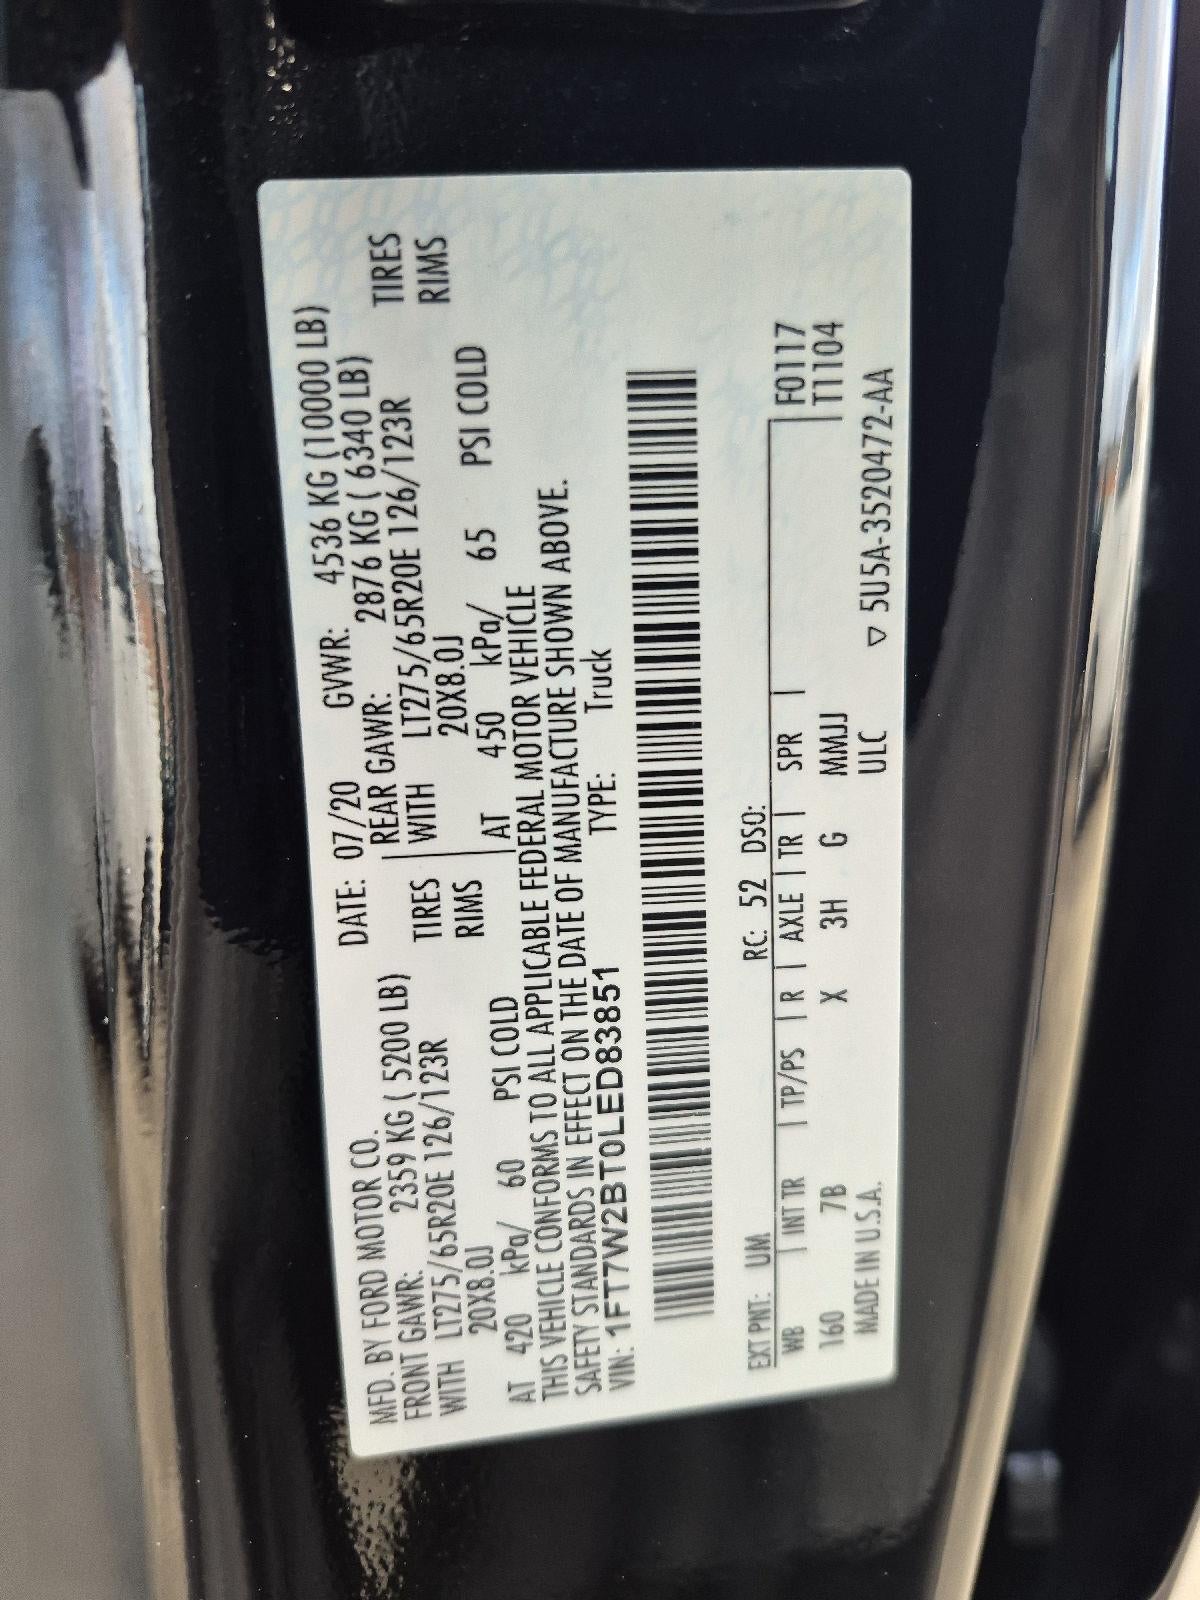 MFD. BY FORD MOTOR CO. DATE: 07/20 GVWR: 4536 KG (10000 LB)
FRONT GAWR: 2359 KG ( 5200 LB) REAR GAWR: 2876 KG ( 6340 LB)
WITH LT275/65R20E 126/123R TIRES WITH LT275/65R20E 126/123R TIRES
20X8.0J RIMS 20X8.0J RIMS
AT 420 kPa/ 60 PSI COLD AT 450 kPa/ 65 PSI COLD
THIS VEHICLE CONFORMS TO ALL APPLICABLE FEDERAL MOTOR VEHICLE
SAFETY STANDARDS IN EFFECT ON THE DATE OF MANUFACTURE SHOWN ABOVE.
VIN: 1FT7W2BT0LED83851 TYPE: Truck
EXT PNT: UM RC: 52 DSO:
WB INT TR TP/PS R AXLE TR SPR F0117
160 7B X 3H G MMJJ T1104
MADE IN U.S.A. ULC ▽ 5U5A-3520472-AA